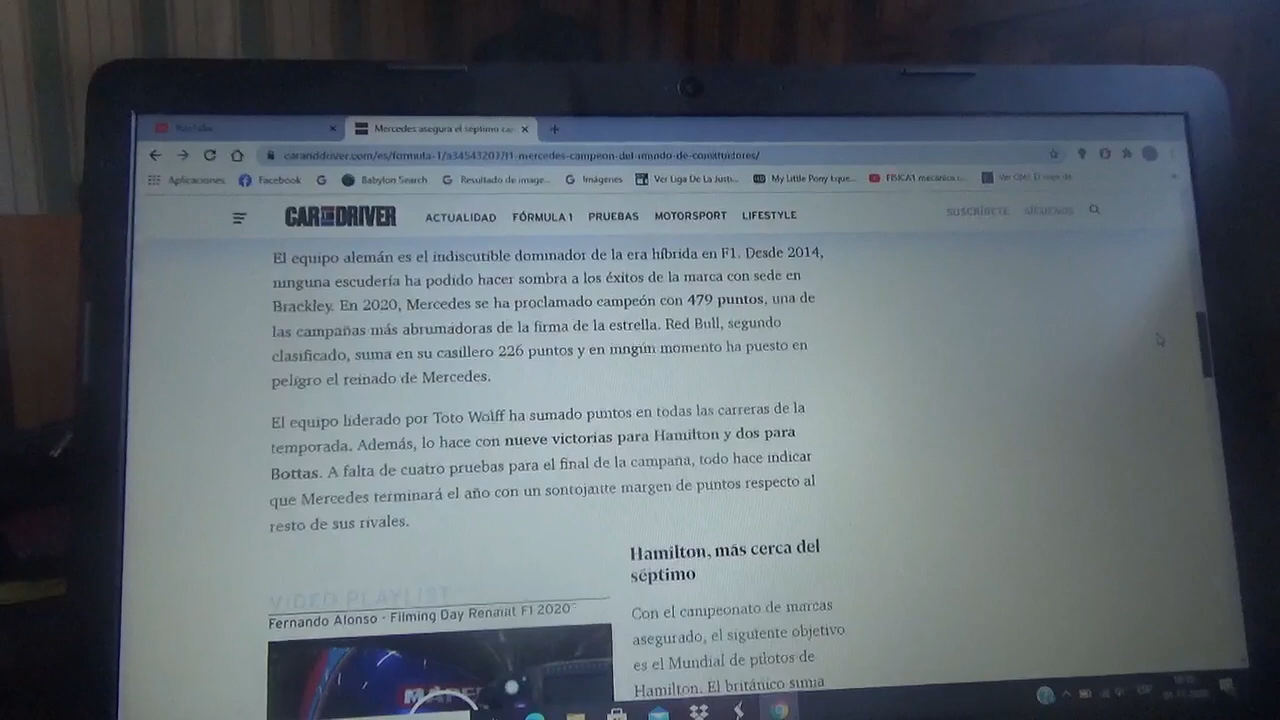 YouTube
Mercedes asegura el séptimo ca
caranddriver.com/es/formula-1/a34543207/f1-mercedes-campeon-del-mundo-de-constructores/
Aplicaciones Facebook G Babylon Search Resultado de image... Imágenes Ver Liga De La Justi... My Little Pony Eque... FISICA1 mecánica
CAR AND DRIVER ACTUALIDAD FÓRMULA 1 PRUEBAS MOTORSPORT LIFESTYLE SUSCRÍBETE SÍGUENOS
El equipo alemán es el indiscutible dominador de la era híbrida en F1. Desde 2014,
ninguna escudería ha podido hacer sombra a los éxitos de la marca con sede en
Brackley. En 2020, Mercedes se ha proclamado campeón con 479 puntos, una de
las campañas más abrumadoras de la firma de la estrella. Red Bull, segundo
clasificado, suma en su casillero 226 puntos y en ningún momento ha puesto en
peligro el reinado de Mercedes.
El equipo liderado por Toto Wolff ha sumado puntos en todas las carreras de la
temporada. Además, lo hace con nueve victorias para Hamilton y dos para
Bottas. A falta de cuatro pruebas para el final de la campaña, todo hace indicar
que Mercedes terminará el año con un sonrojante margen de puntos respecto al
resto de sus rivales.
VIDEO PLAYLIST
Fernando Alonso - Filming Day Renault F1 2020
Hamilton, más cerca del
séptimo
Con el campeonato de marcas
asegurado, el siguiente objetivo
es el Mundial de pilotos de
Hamilton. El británico suma